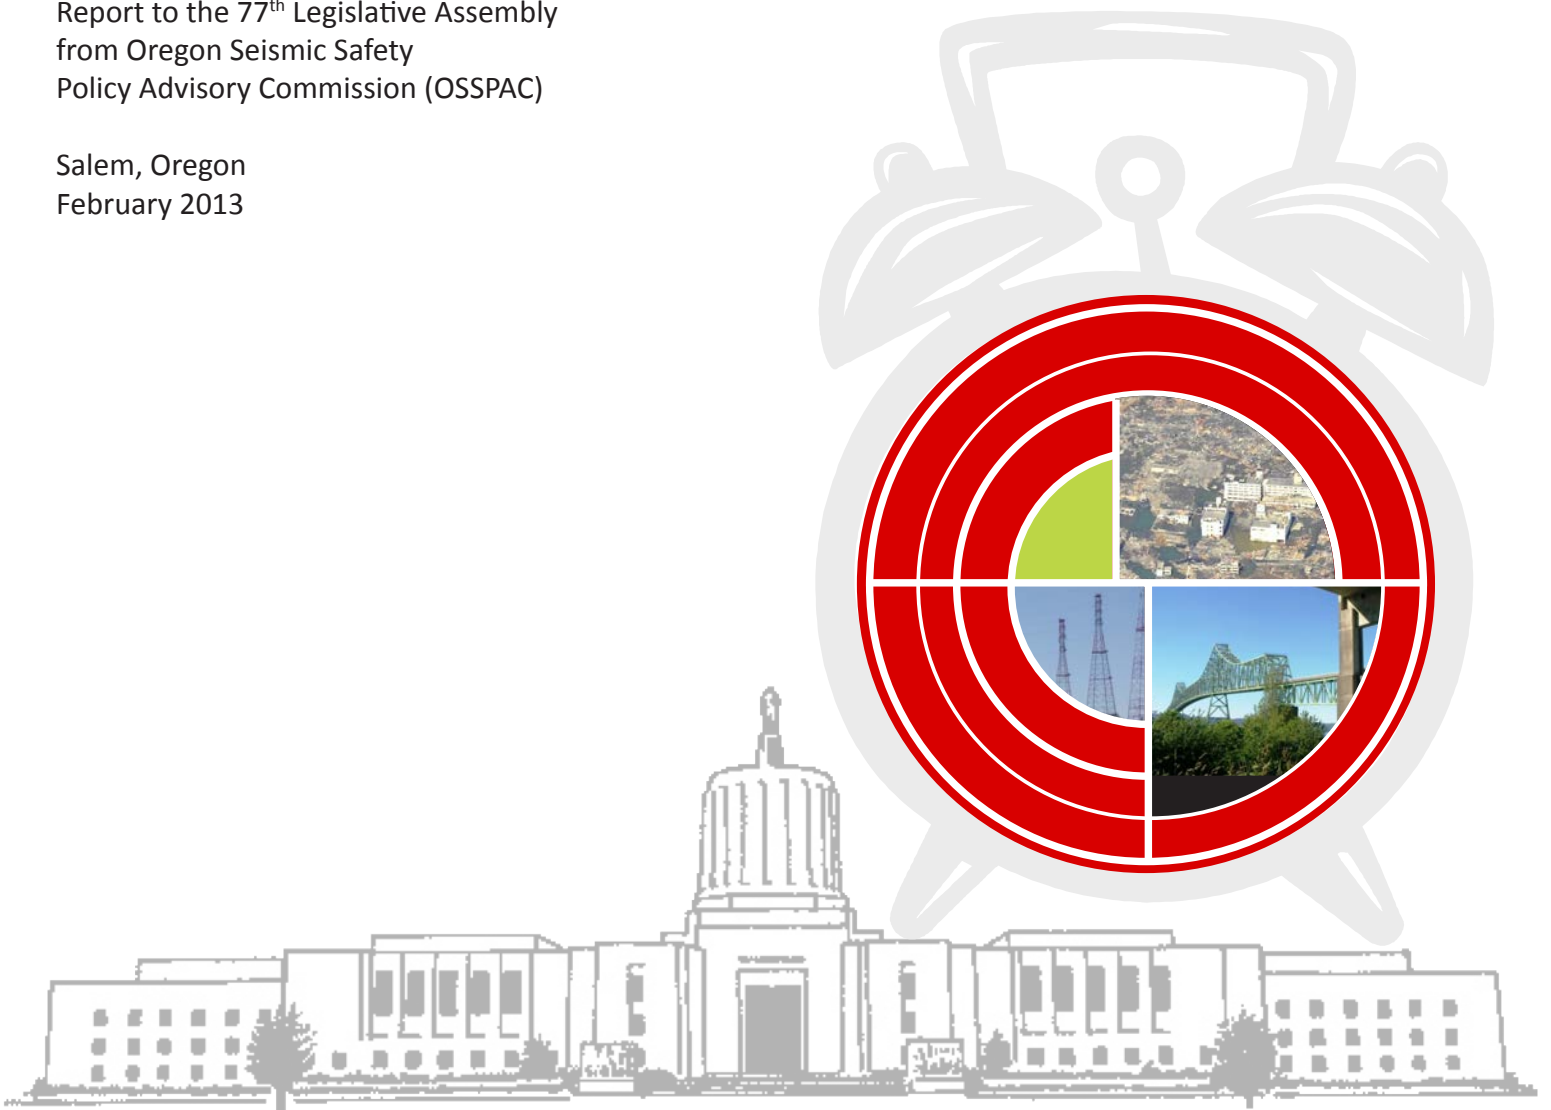 Report to the 77th Legislative Assembly
from Oregon Seismic Safety
Policy Advisory Commission (OSSPAC)
Salem, Oregon
February 2013